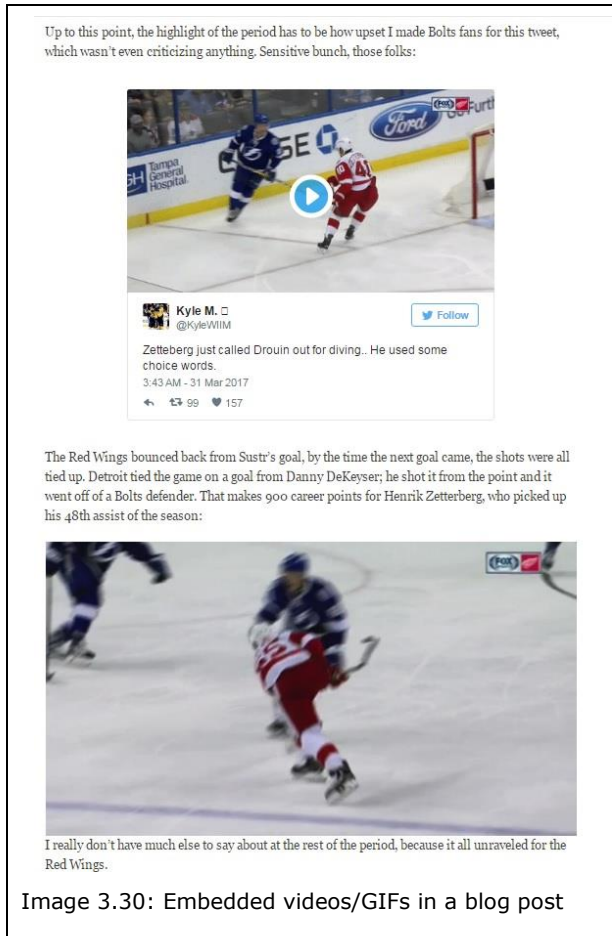 Up to this point, the highlight of the period has to be how upset I made Bolts fans for this tweet,
which wasn't even criticizing anything. Sensitive bunch, those folks:
FOX
Ford
Furth
SE
Tampa
General
Hospital
GH
40
Kyle M. 
@KyleWIIM
Follow
Zetteberg just called Drouin out for diving.. He used some
choice words.
3:43 AM - 31 Mar 2017
99 157
The Red Wings bounced back from Sustr's goal, by the time the next goal came, the shots were all
tied up. Detroit tied the game on a goal from Danny DeKeyser; he shot it from the point and it
went off of a Bolts defender. That makes 900 career points for Henrik Zetterberg, who picked up
his 48th assist of the season:
FOX
I really don't have much else to say about at the rest of the period, because it all unraveled for the
Red Wings.
Image 3.30: Embedded videos/GIFs in a blog post